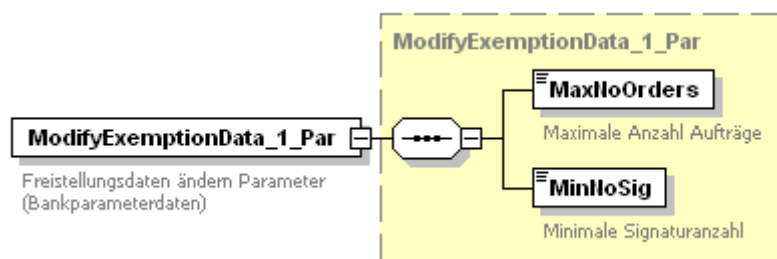 ModifyExemptionData_1_Par
ModifyExemptionData_1_Par
Freistellungsdaten ändern Parameter
(Bankparameterdaten)
MaxNoOrders
Maximale Anzahl Aufträge
MinNoSig
Minimale Signaturanzahl